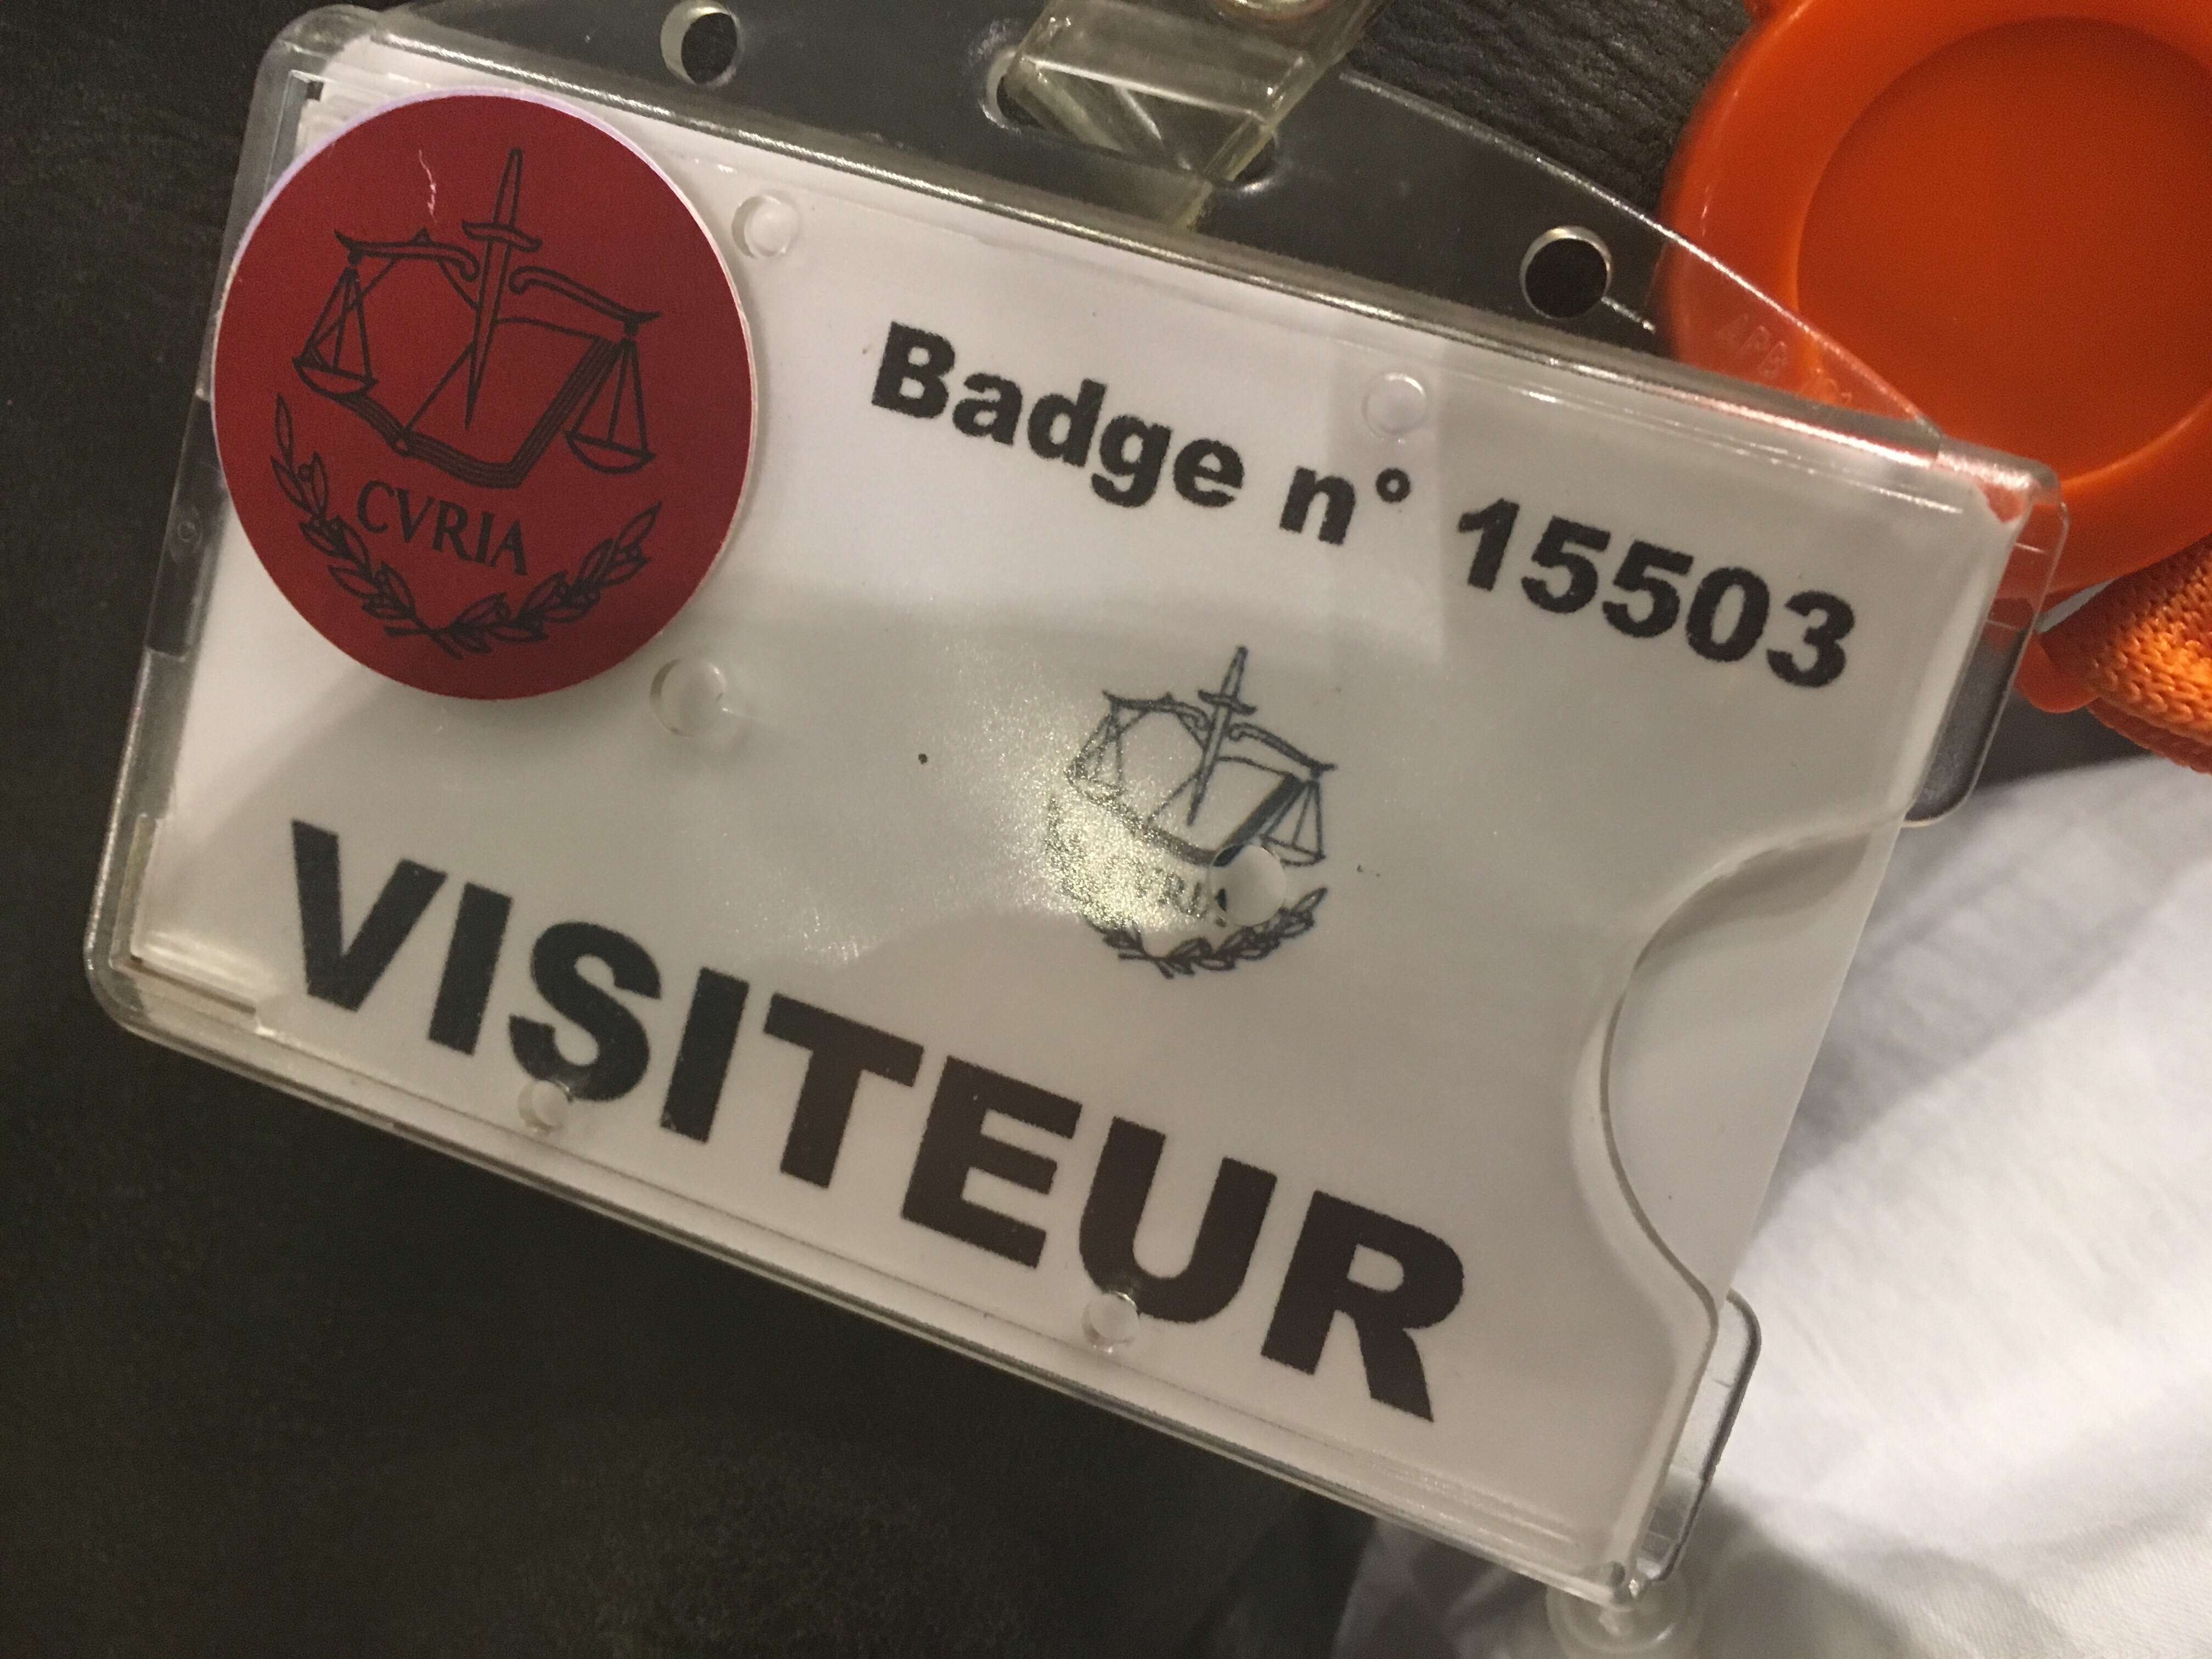 CVRIA
Badge n° 15503
CVRIA
VISITEUR